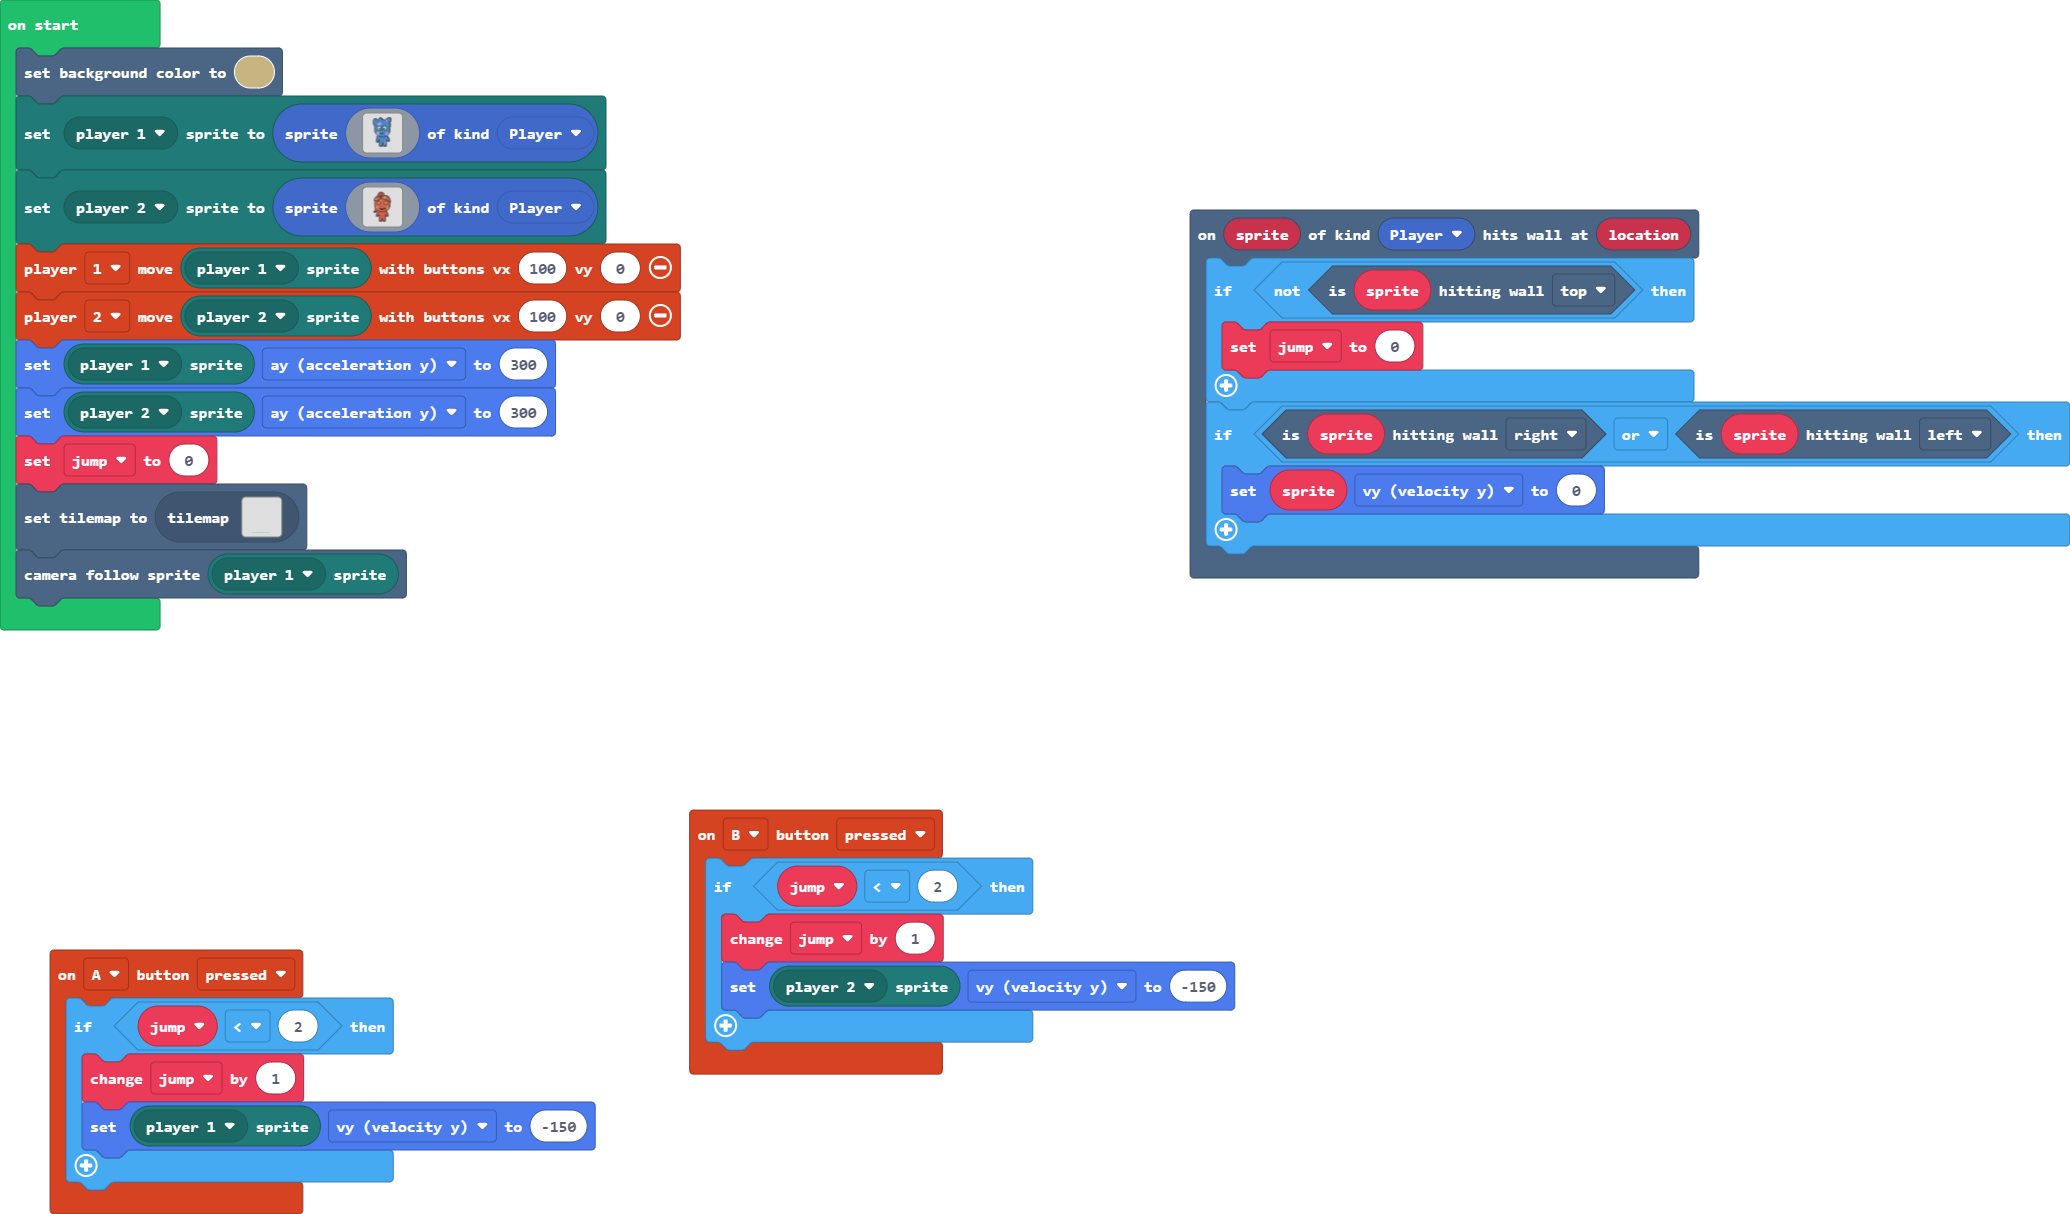 on start
set background color to
set player 1 sprite to sprite of kind Player
set player 2 sprite to sprite of kind Player
player 1 move player 1 sprite with buttons vx 100 vy 0
player 2 move player 2 sprite with buttons vx 100 vy 0
set player 1 sprite ay (acceleration y) to 300
set player 2 sprite ay (acceleration y) to 300
set jump to 0
set tilemap to tilemap
camera follow sprite player 1 sprite
on sprite of kind Player hits wall at location
if not is sprite hitting wall top then
set jump to 0
if is sprite hitting wall right or is sprite hitting wall left then
set sprite vy (velocity y) to 0
on B button pressed
if jump < 2 then
change jump by 1
set player 2 sprite vy (velocity y) to -150
on A button pressed
if jump < 2 then
change jump by 1
set player 1 sprite vy (velocity y) to -150